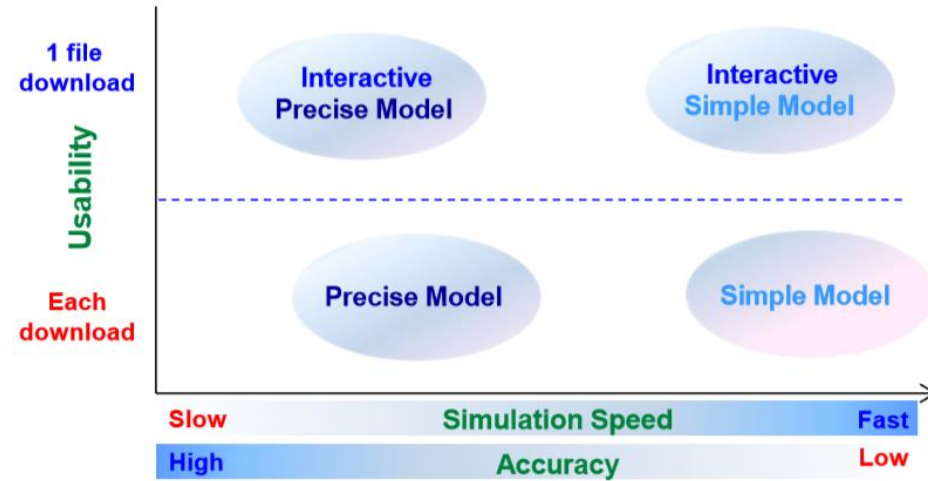 1 file
download
Usability
Each
download
Interactive
Precise Model
Interactive
Simple Model
Precise Model
Simple Model
Slow
Simulation Speed
Fast
High
Accuracy
Low